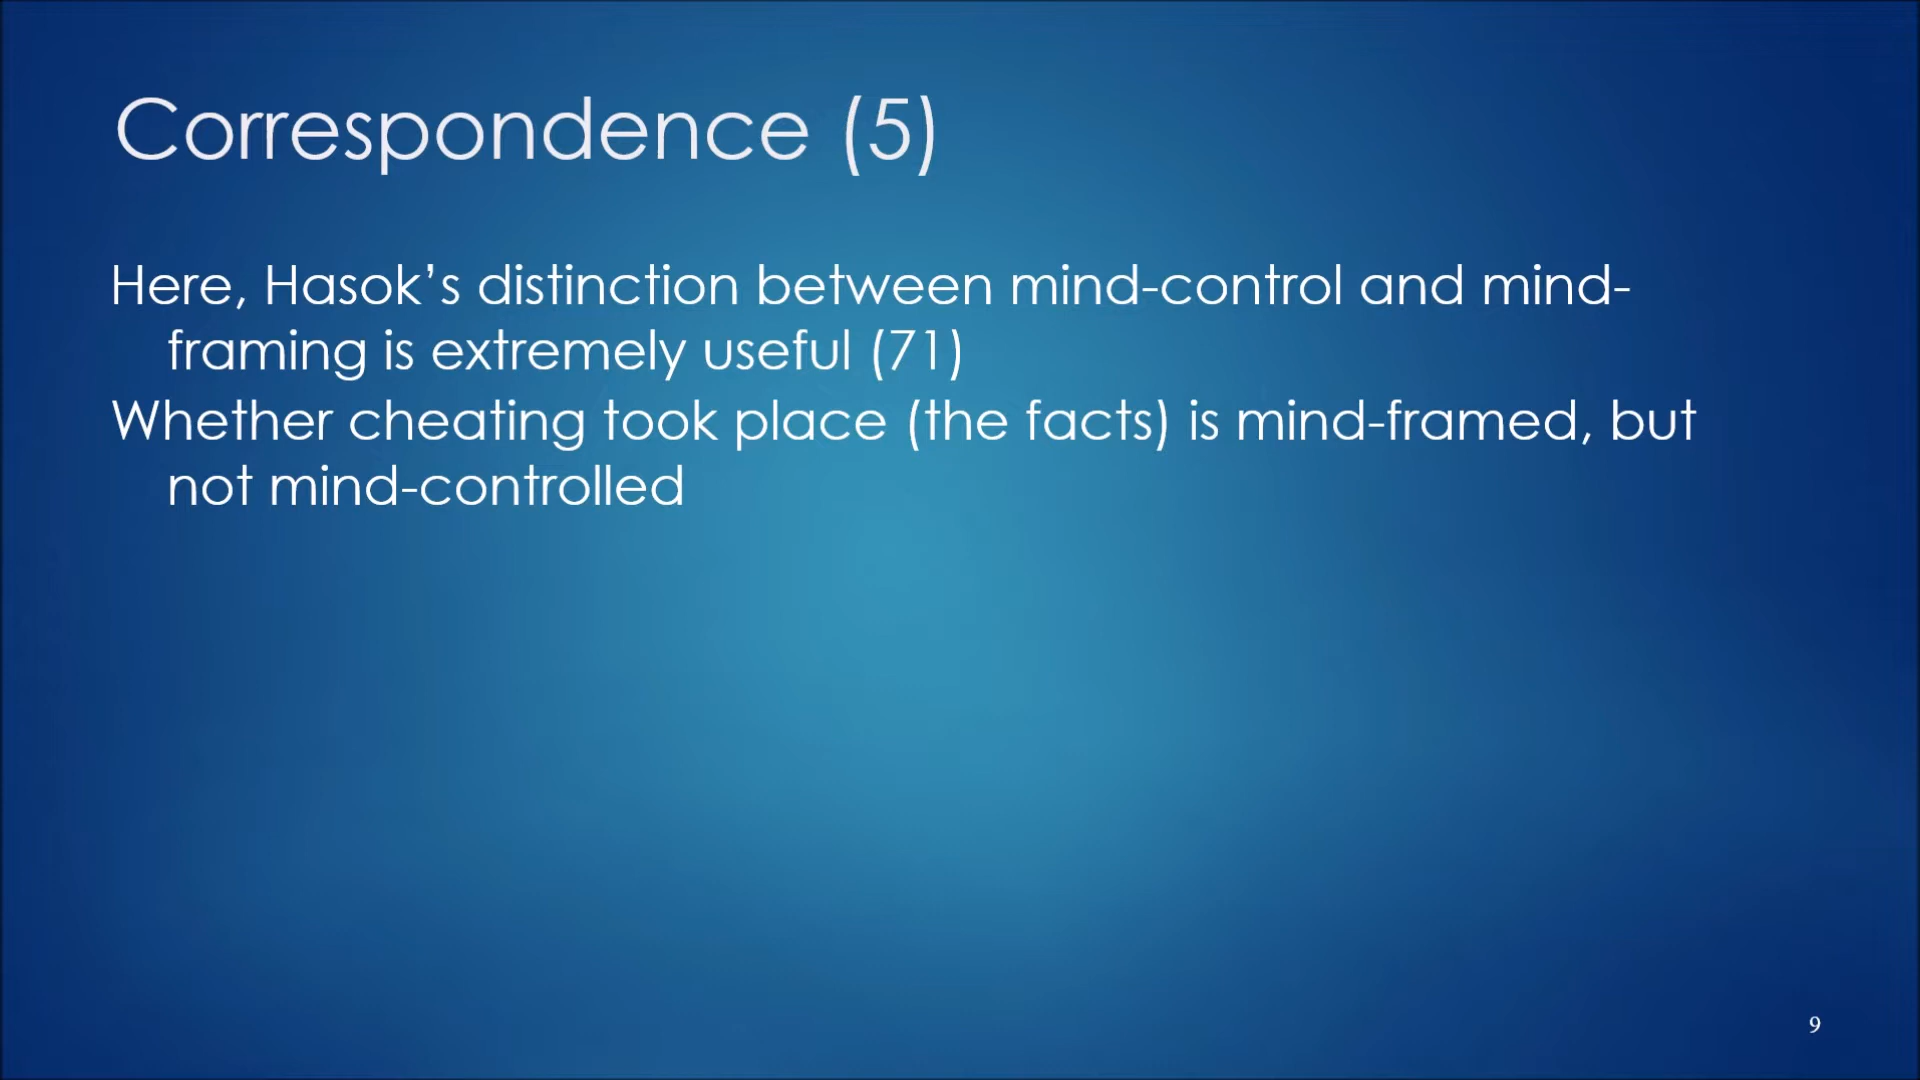 Correspondence (5)
Here, Hasok’s distinction between mind-control and mind-
framing is extremely useful (71)
Whether cheating took place (the facts) is mind-framed, but
not mind-controlled
9